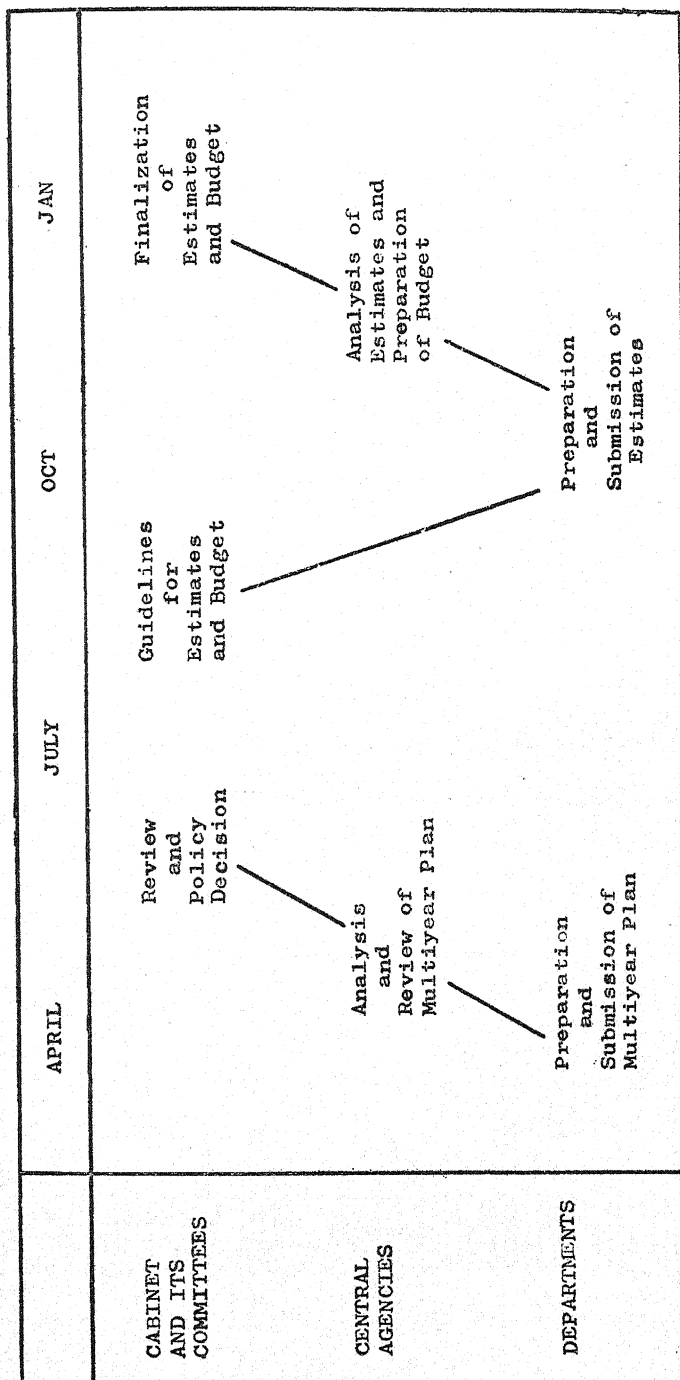 APRIL
JULY
OCT
JAN
CABINET
AND ITS
COMMITTEES
Review
and
Policy
Decision
Guidelines
for
Estimates
and Budget
Finalization
of
Estimates
and Budget
CENTRAL
AGENCIES
Analysis
and
Review of
Multiyear Plan
Analysis of
Estimates and
Preparation
of Budget
DEPARTMENTS
Preparation
and
Submission of
Multiyear Plan
Preparation
and
Submission of
Estimates